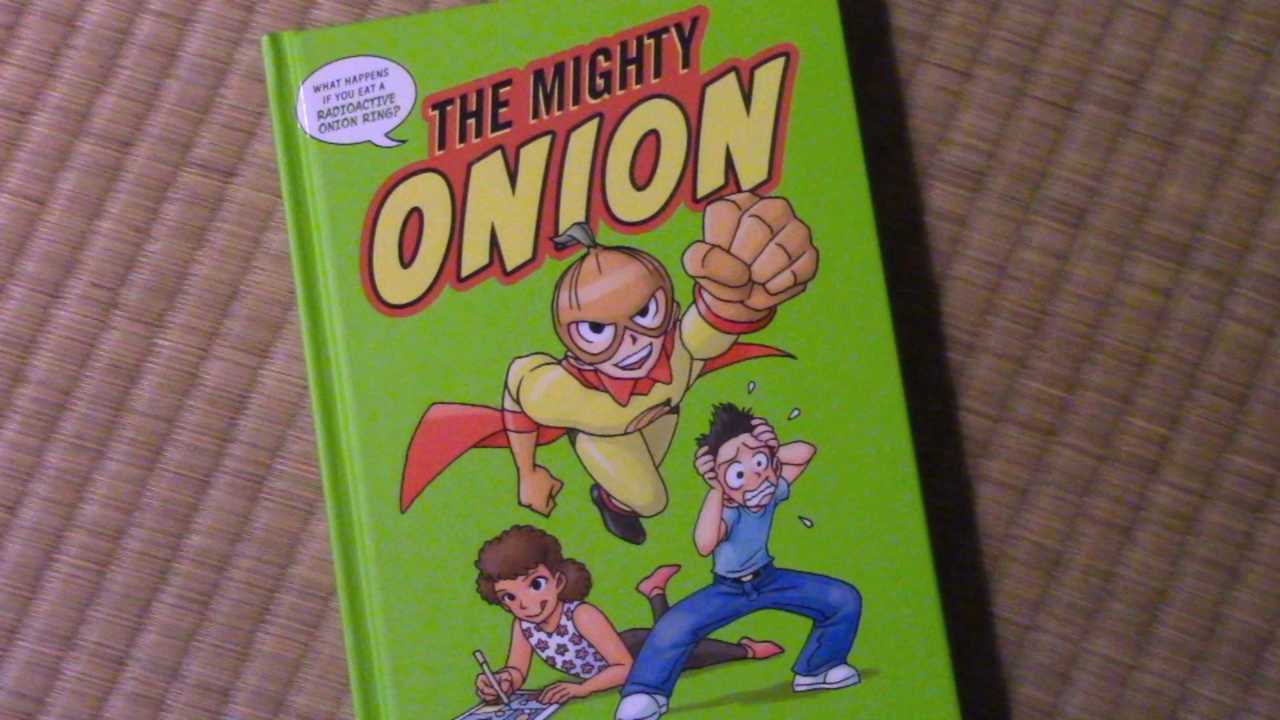 WHAT HAPPENS
IF YOU EAT A
RADIOACTIVE
ONION RING?
THE MIGHTY
ONION